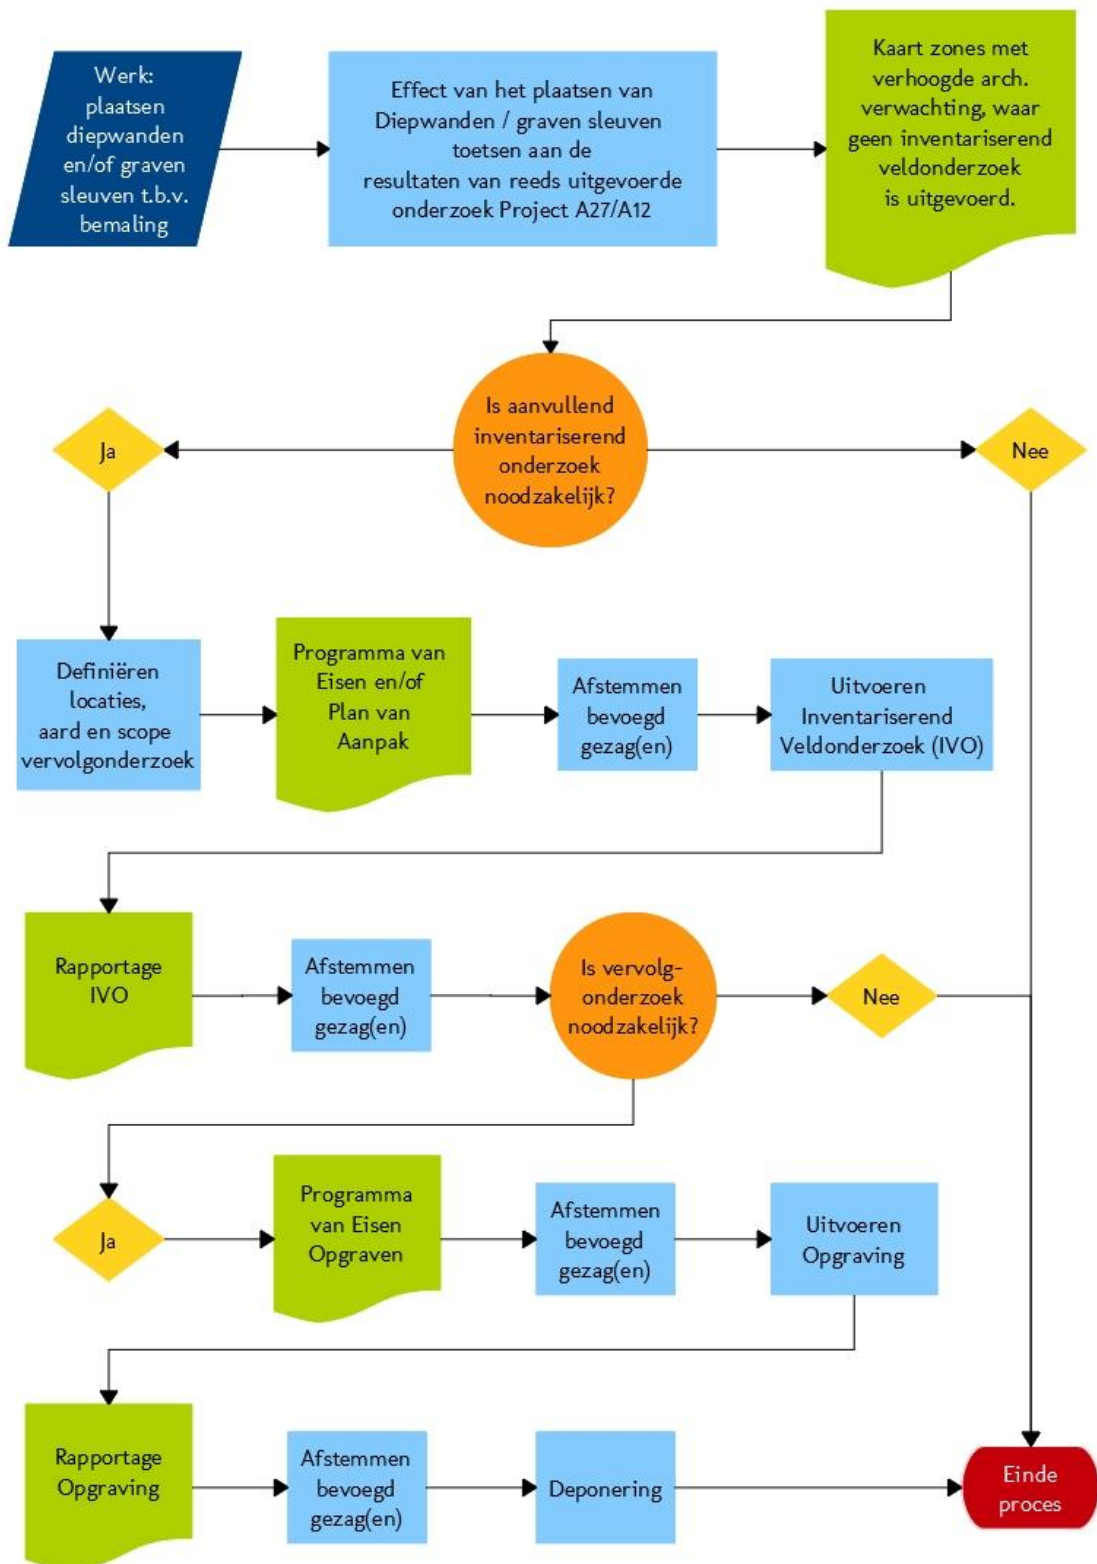 Werk:
plaatsen
diepwanden
en/of graven
sleuven t.b.v.
bemaling
Effect van het plaatsen van
Diepwanden / graven sleuven
toetsen aan de
resultaten van reeds uitgevoerde
onderzoek Project A27/A12
Kaart zones met
verhoogde arch.
verwachting, waar
geen inventariserend
veldonderzoek
is uitgevoerd.
Is aanvullend
inventariserend
onderzoek
noodzakelijk?
Ja
Nee
Definiëren
locaties,
aard en scope
vervolgonderzoek
Programma van
Eisen en/of
Plan van
Aanpak
Afstemmen
bevoegd
gezag(en)
Uitvoeren
Inventariserend
Veldonderzoek (IVO)
Rapportage
IVO
Afstemmen
bevoegd
gezag(en)
Is vervolg-
onderzoek
noodzakelijk?
Nee
Ja
Programma
van Eisen
Opgraven
Afstemmen
bevoegd
gezag(en)
Uitvoeren
Opgraving
Rapportage
Opgraving
Afstemmen
bevoegd
gezag(en)
Deponering
Einde
proces